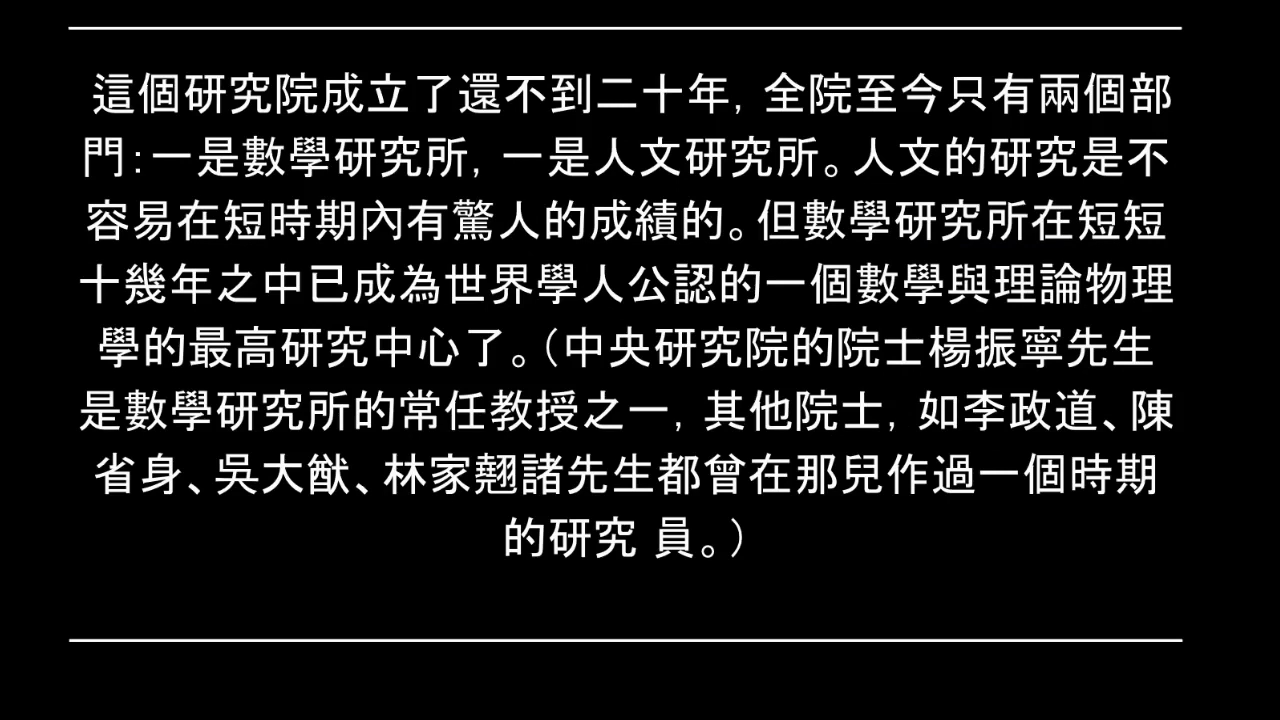 這個研究院成立了還不到二十年，全院至今只有兩個部
門：一是數學研究所，一是人文研究所。人文的研究是不
容易在短時期內有驚人的成績的。但數學研究所在短短
十幾年之中已成為世界學人公認的一個數學與理論物理
學的最高研究中心了。（中央研究院的院士楊振寧先生
是數學研究所的常任教授之一，其他院士，如李政道、陳
省身、吳大猷、林家翹諸先生都曾在那兒作過一個時期
的研究 員。）